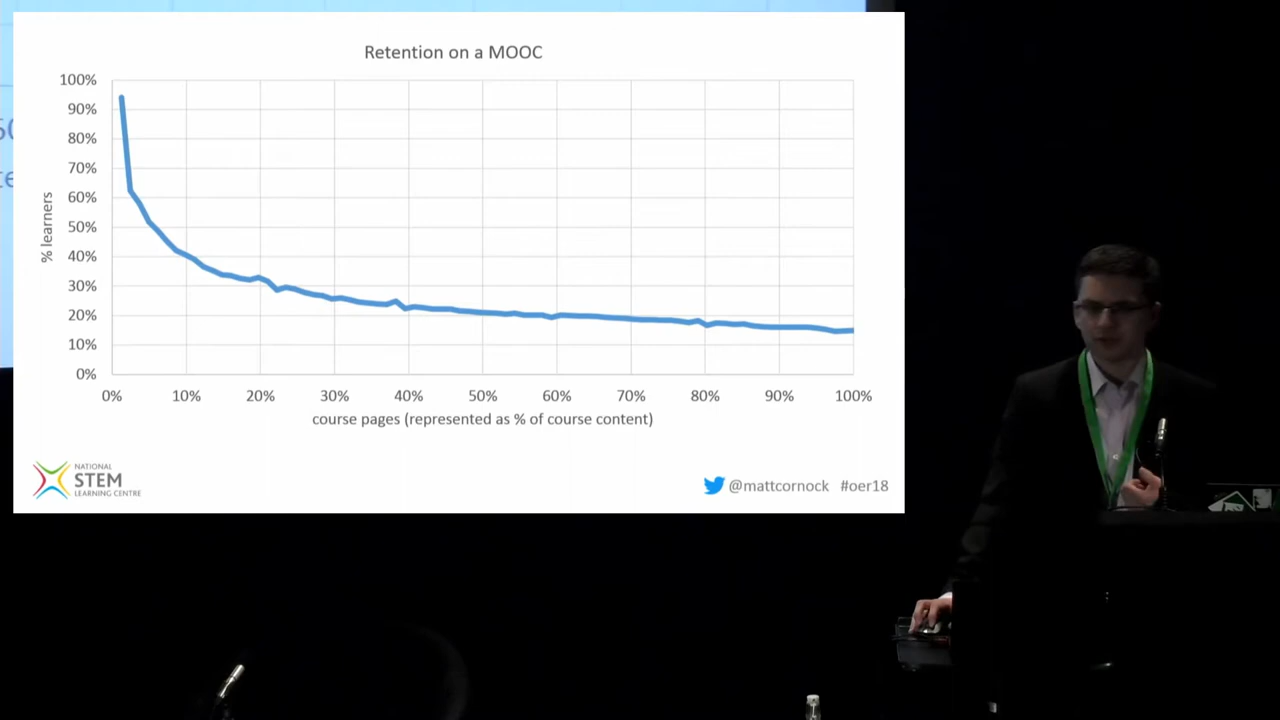 Retention on a MOOC
100%
90%
80%
70%
60%
50%
40%
30%
20%
10%
0%
% learners
0% 10% 20% 30% 40% 50% 60% 70% 80% 90% 100%
course pages (represented as % of course content)
NATIONAL
STEM
LEARNING CENTRE
@mattcornock #oer18